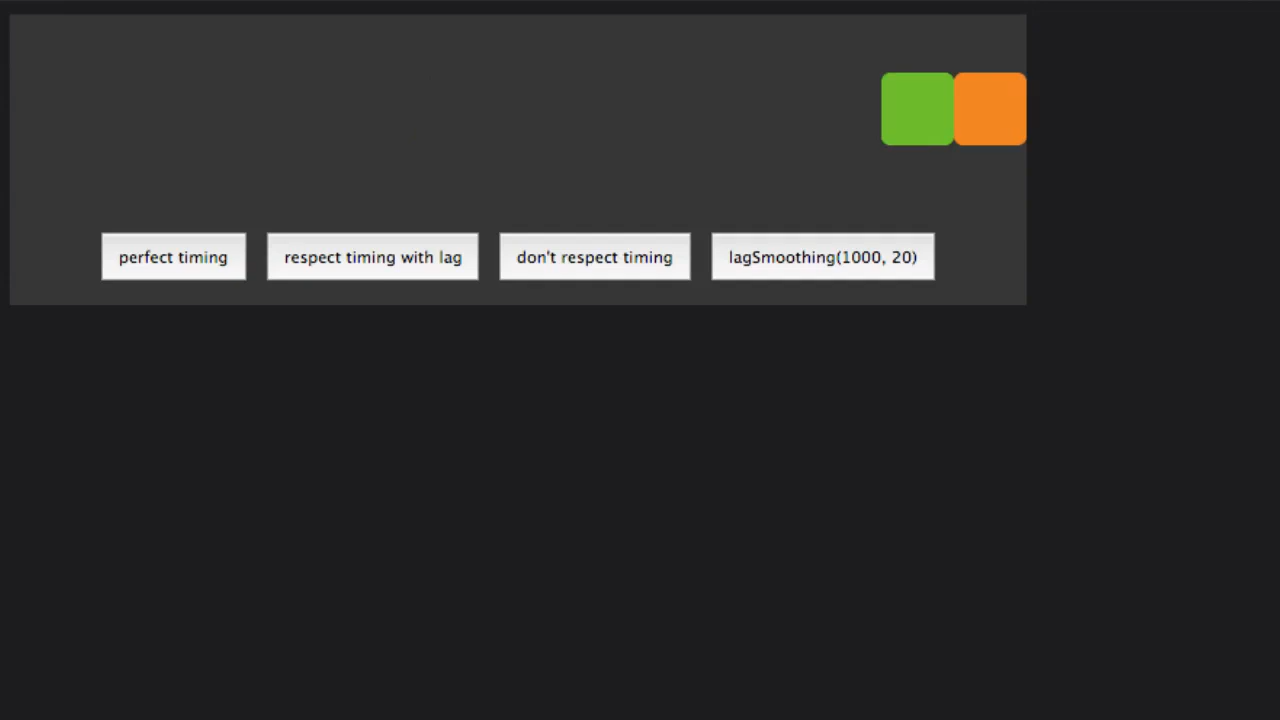 perfect timing
respect timing with lag
don't respect timing
lagSmoothing(1000, 20)